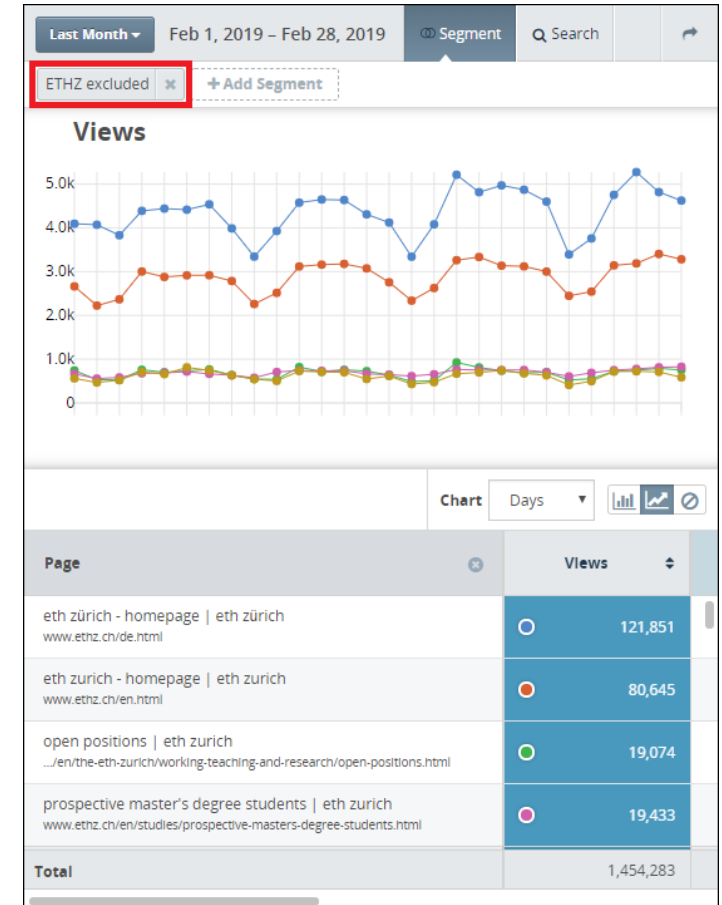 Last Month Feb 1, 2019 – Feb 28, 2019 Segment Search
ETHZ excluded + Add Segment
Views
5.0k
4.0k
3.0k
2.0k
1.0k
0
Chart Days
Page Views
eth zürich - homepage | eth zürich
www.ethz.ch/de.html
121,851
eth zurich - homepage | eth zurich
www.ethz.ch/en.html
80,645
open positions | eth zurich
.../en/the-eth-zurich/working-teaching-and-research/open-positions.html
19,074
prospective master's degree students | eth zurich
www.ethz.ch/en/studies/prospective-masters-degree-students.html
19,433
Total 1,454,283